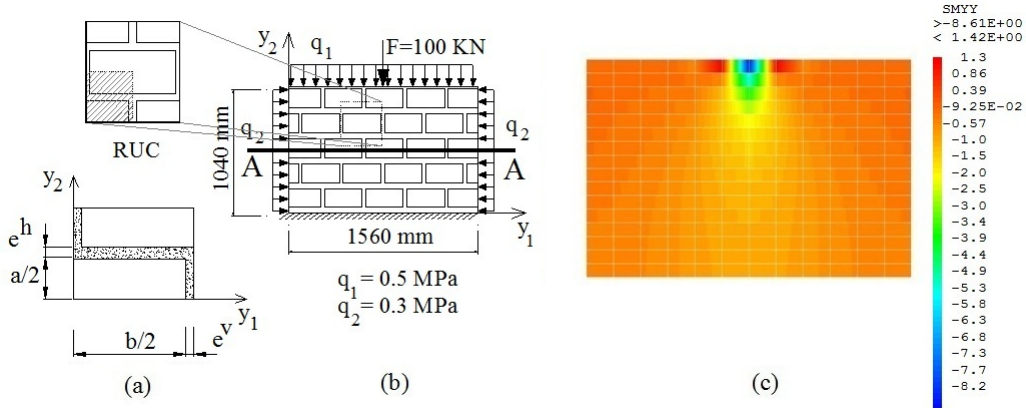 RUC
y2
eh
a/2
b/2
ev
y1
(a)
y2
q1
F=100 KN
q2
q2
1040 mm
A
A
1560 mm
y1
q1= 0.5 MPa
q2= 0.3 MPa
(b)
(c)
SMYY
>-8.61E+00
< 1.42E+00
1.3
0.86
0.39
-9.25E-02
-0.57
-1.0
-1.5
-2.0
-2.5
-3.0
-3.4
-3.9
-4.4
-4.9
-5.3
-5.8
-6.3
-6.8
-7.3
-7.7
-8.2